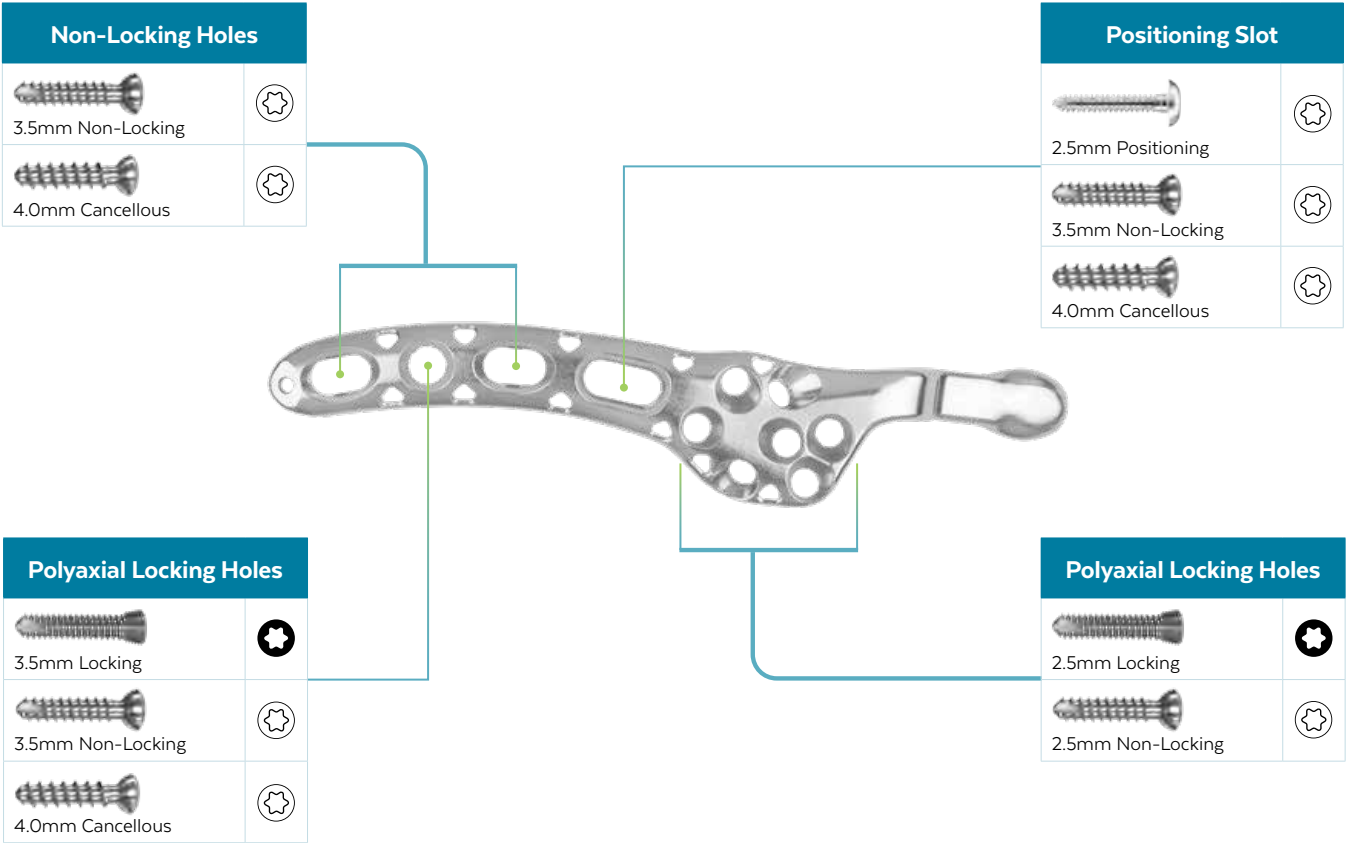 Non-Locking Holes
3.5mm Non-Locking
4.0mm Cancellous
Positioning Slot
2.5mm Positioning
3.5mm Non-Locking
4.0mm Cancellous
Polyaxial Locking Holes
3.5mm Locking
3.5mm Non-Locking
4.0mm Cancellous
Polyaxial Locking Holes
2.5mm Locking
2.5mm Non-Locking